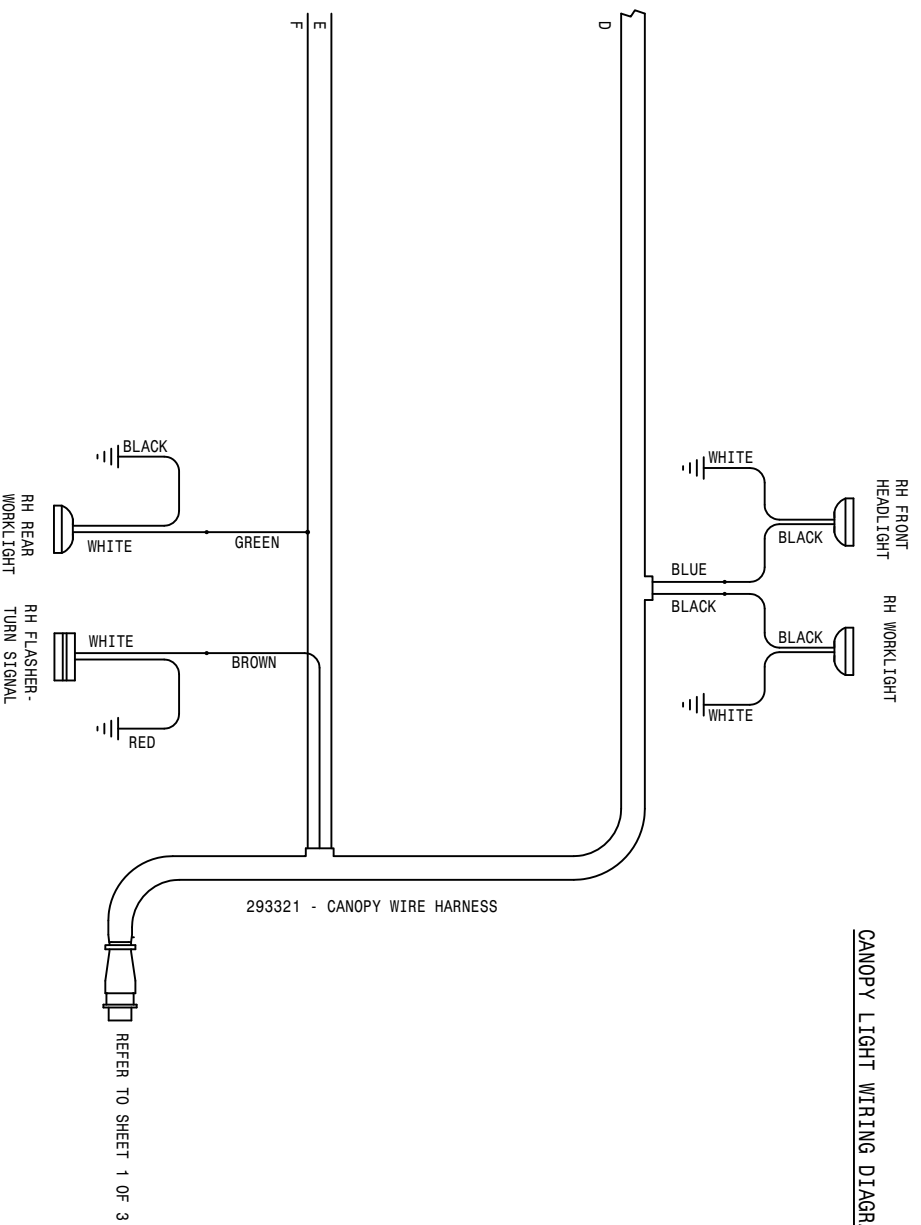 F
E
D
BLACK
WHITE
GREEN
RH REAR
WORKLIGHT
WHITE
BROWN
RED
RH FLASHER-
TURN SIGNAL
WHITE
BLACK
BLUE
RH FRONT
HEADLIGHT
BLACK
BLACK
WHITE
RH WORKLIGHT
293321 - CANOPY WIRE HARNESS
REFER TO SHEET 1 OF 3
CANOPY LIGHT WIRING DIAGR